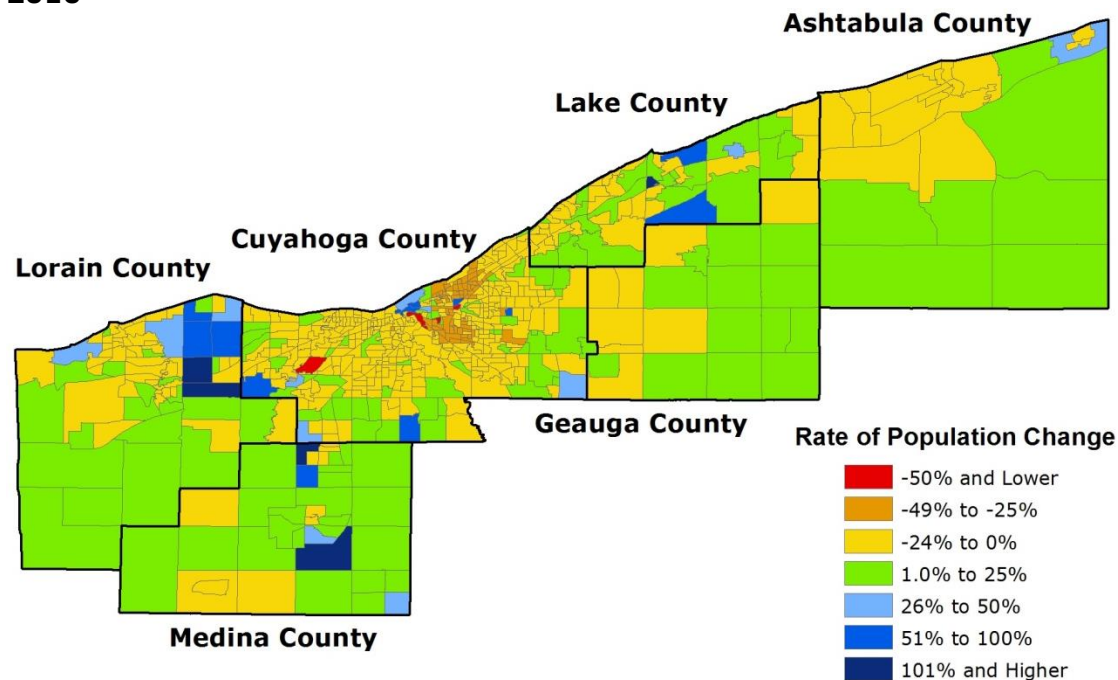 2010
Ashtabula County
Lake County
Cuyahoga County
Lorain County
Geauga County
Medina County
Rate of Population Change
-50% and Lower
-49% to -25%
-24% to 0%
1.0% to 25%
26% to 50%
51% to 100%
101% and Higher